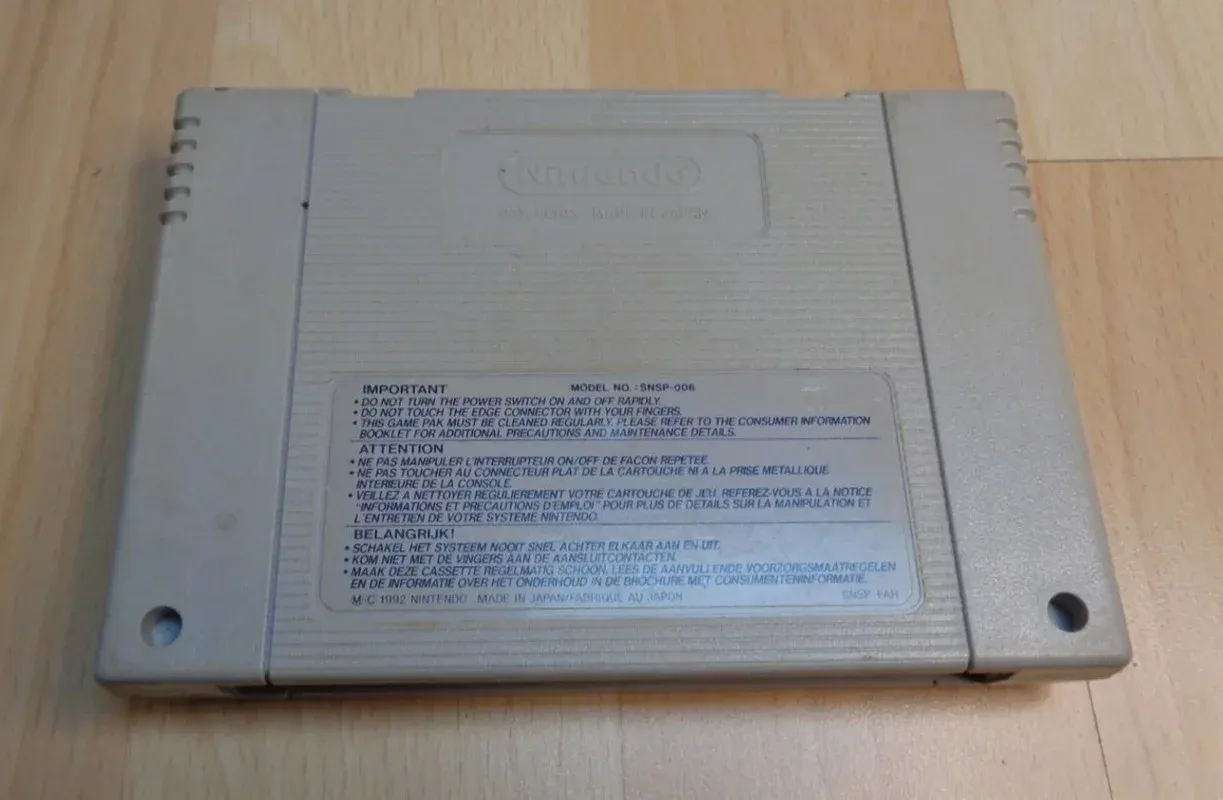 Nintendo
MADE IN JAPAN
IMPORTANT MODEL NO.: SNSP-006
• DO NOT TURN THE POWER SWITCH ON AND OFF RAPIDLY.
• DO NOT TOUCH THE EDGE CONNECTOR WITH YOUR FINGERS.
• THIS GAME PAK MUST BE CLEANED REGULARLY. PLEASE REFER TO THE CONSUMER INFORMATION
BOOKLET FOR ADDITIONAL PRECAUTIONS AND MAINTENANCE DETAILS.
ATTENTION
• NE PAS MANIPULER L'INTERRUPTEUR ON/OFF DE FACON REPETEE.
• NE PAS TOUCHER AU CONNECTEUR PLAT DE LA CARTOUCHE NI A LA PRISE METALLIQUE
INTERIEURE DE LA CONSOLE.
• VEILLEZ A NETTOYER REGULIEREMENT VOTRE CARTOUCHE DE JEU. REFEREZ-VOUS A LA NOTICE
"INFORMATIONS ET PRECAUTIONS D'EMPLOI" POUR PLUS DE DETAILS SUR LA MANIPULATION ET
L'ENTRETIEN DE VOTRE SYSTEME NINTENDO.
BELANGRIJK!
• SCHAKEL HET SYSTEEM NOOIT SNEL ACHTER ELKAAR AAN EN UIT.
• KOM NIET MET DE VINGERS AAN DE AANSLUITCONTACTEN.
• MAAK DEZE CASSETTE REGELMATIG SCHOON. LEES DE AANVULLENDE VOORZORGSMAATREGELEN
EN DE INFORMATIE OVER HET ONDERHOUD IN DE BROCHURE MET CONSUMENTENINFORMATIE.
M/C 1992 NINTENDO MADE IN JAPAN/FABRIQUE AU JAPON SNSP-FAH